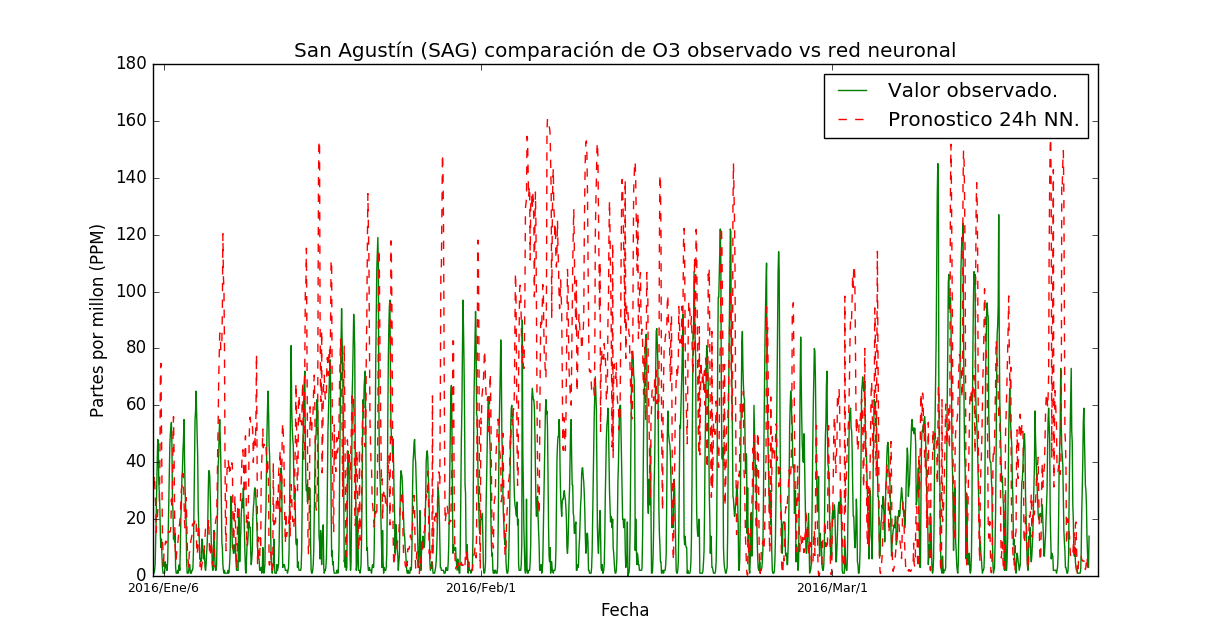 San Agustín (SAG) comparación de O3 observado vs red neuronal
180
160
140
120
100
80
60
40
20
0
Partes por millon (PPM)
Valor observado.
Pronostico 24h NN.
2016/Ene/6
2016/Feb/1
2016/Mar/1
Fecha